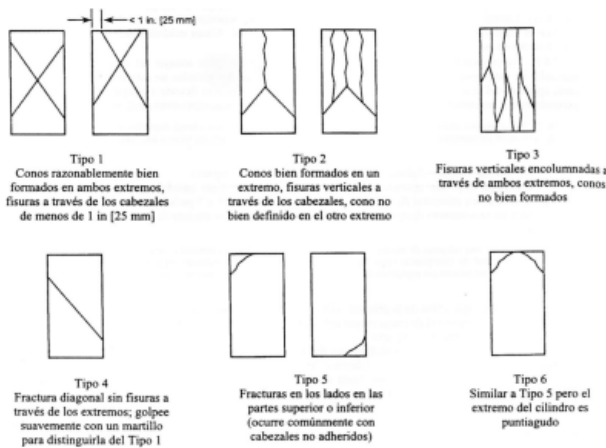 < 1 in. [25 mm]
Tipo 1
Conos razonablemente bien
formados en ambos extremos,
fisuras a través de los cabezales
de menos de 1 in [25 mm]
Tipo 2
Conos bien formados en un
extremo, fisuras verticales a
través de los cabezales, cono no
bien definido en el otro extremo
Tipo 3
Fisuras verticales encolumnadas a
través de ambos extremos, conos
no bien formados
Tipo 4
Fractura diagonal sin fisuras a
través de los extremos; golpee
suavemente con un martillo
para distinguirla del Tipo 1
Tipo 5
Fracturas en los lados en las
partes superior o inferior
(ocurre comúnmente con
cabezales no adheridos)
Tipo 6
Similar a Tipo 5 pero el
extremo del cilindro es
puntiagudo